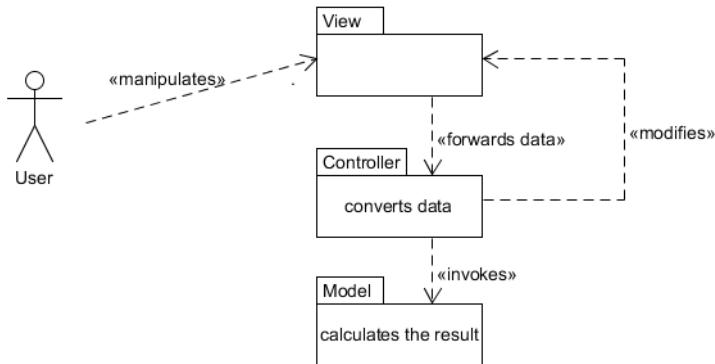 View
«manipulates»
User
«forwards data»
«modifies»
Controller
converts data
«invokes»
Model
calculates the result